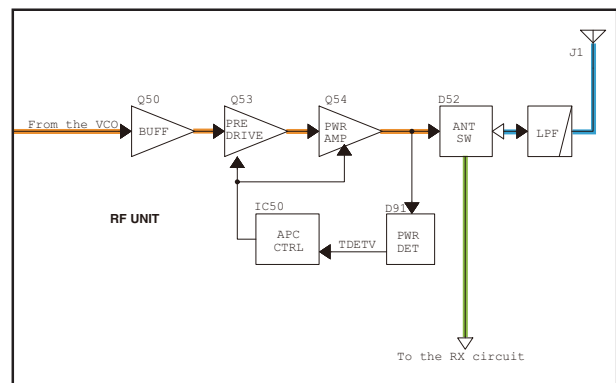 J1
Q50
Q53
Q54
D52
From the VCO
BUFF
PRE
DRIVE
PWR
AMP
ANT
SW
LPF
RF UNIT
IC50
D91
APC
CTRL
TDETV
PWR
DET
To the RX circuit